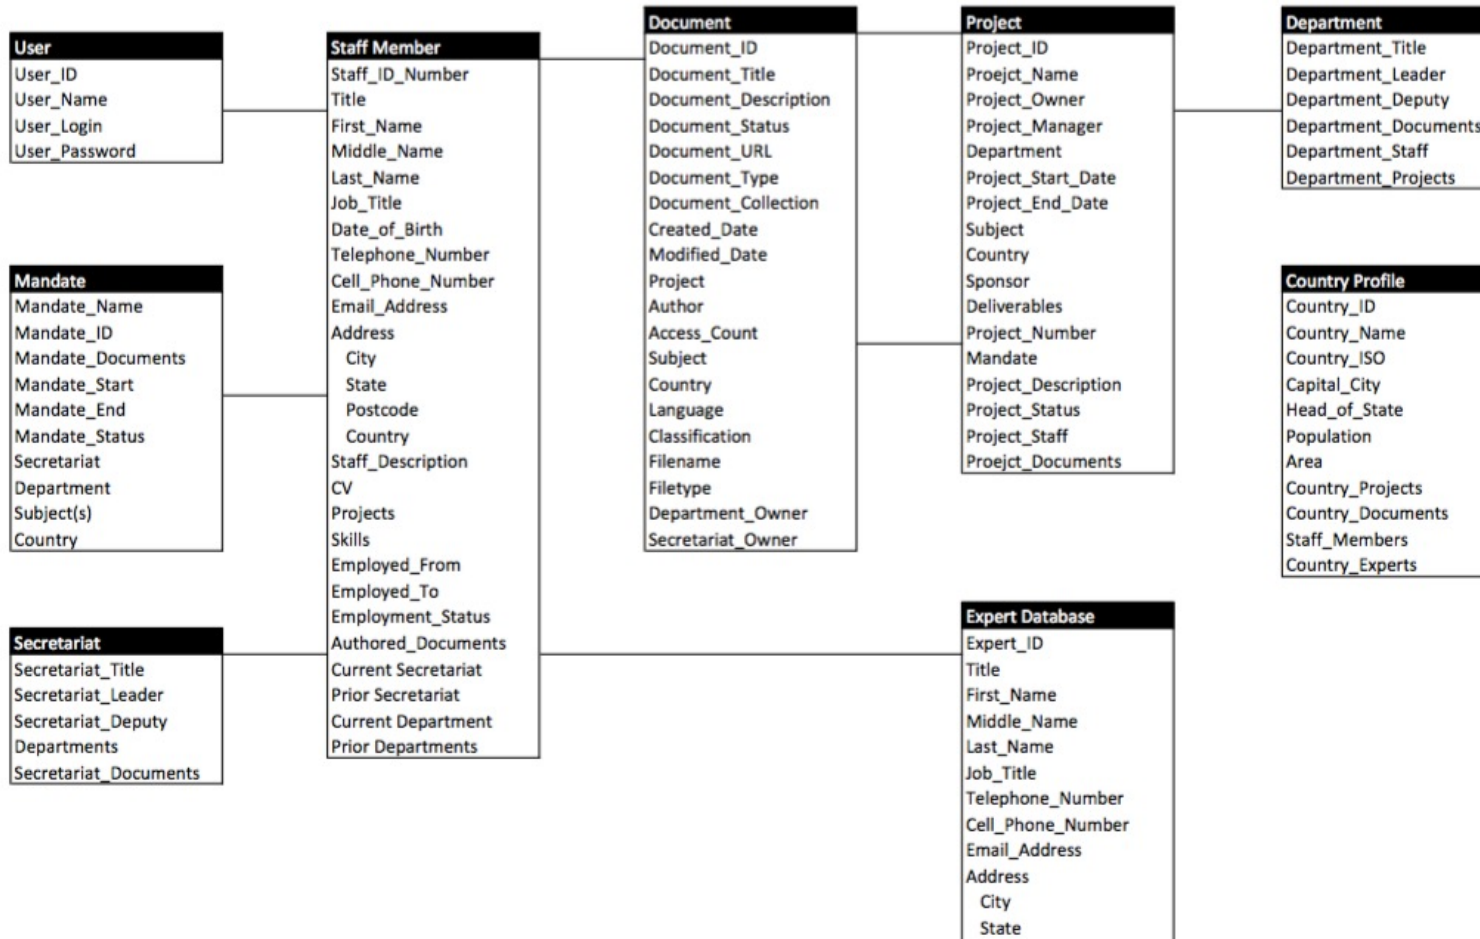 User
User_ID
User_Name
User_Login
User_Password
Mandate
Mandate_Name
Mandate_ID
Mandate_Documents
Mandate_Start
Mandate_End
Mandate_Status
Secretariat
Department
Subject(s)
Country
Secretariat
Secretariat_Title
Secretariat_Leader
Secretariat_Deputy
Departments
Secretariat_Documents
Staff Member
Staff_ID_Number
Title
First_Name
Middle_Name
Last_Name
Job_Title
Date_of_Birth
Telephone_Number
Cell_Phone_Number
Email_Address
Address
City
State
Postcode
Country
Staff_Description
CV
Projects
Skills
Employed_From
Employed_To
Employment_Status
Authored_Documents
Current Secretariat
Prior Secretariat
Current Department
Prior Departments
Document
Document_ID
Document_Title
Document_Description
Document_Status
Document_URL
Document_Type
Document_Collection
Created_Date
Modified_Date
Project
Author
Access_Count
Subject
Country
Language
Classification
Filename
Filetype
Department_Owner
Secretariat_Owner
Project
Project_ID
Proejct_Name
Project_Owner
Project_Manager
Department
Project_Start_Date
Project_End_Date
Subject
Country
Sponsor
Deliverables
Project_Number
Mandate
Project_Description
Project_Status
Project_Staff
Proejct_Documents
Expert Database
Expert_ID
Title
First_Name
Middle_Name
Last_Name
Job_Title
Telephone_Number
Cell_Phone_Number
Email_Address
Address
City
State
Department
Department_Title
Department_Leader
Department_Deputy
Department_Documents
Department_Staff
Department_Projects
Country Profile
Country_ID
Country_Name
Country_ISO
Capital_City
Head_of_State
Population
Area
Country_Projects
Country_Documents
Staff_Members
Country_Experts